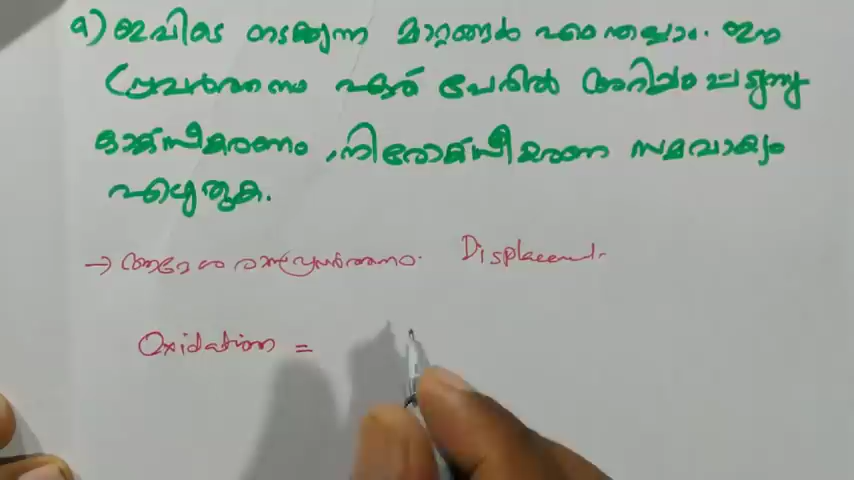 a) ഇവിടെ നടക്കുന്ന മാറ്റങ്ങൾ എന്തെല്ലാം. ഈ
പ്രവർത്തനം ഏത് പേരിൽ അറിയപ്പെടുന്നു
ഓക്സീകരണം, നിരോക്സീകരണ സമവാക്യം
എഴുതുക.
→ ആദേശ രാസപ്രവർത്തനം. Displacement.
Oxidation =